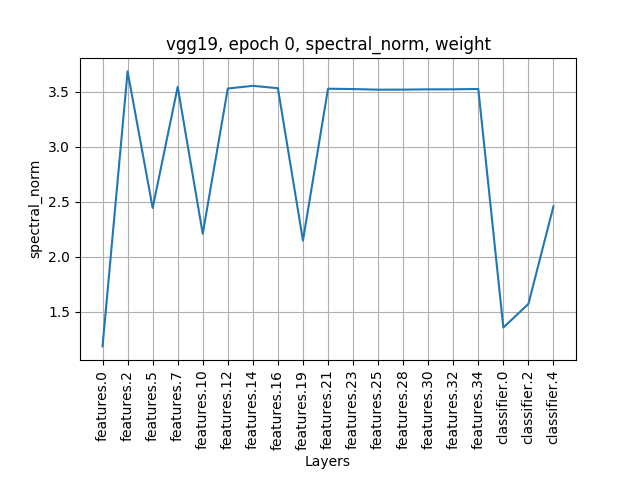 vgg19, epoch 0, spectral_norm, weight
3.5
3.0
2.5
2.0
1.5
spectral_norm
features.0
features.2
features.5
features.7
features.10
features.12
features.14
features.16
features.19
features.21
features.23
features.25
features.28
features.30
features.32
features.34
classifier.0
classifier.2
classifier.4
Layers